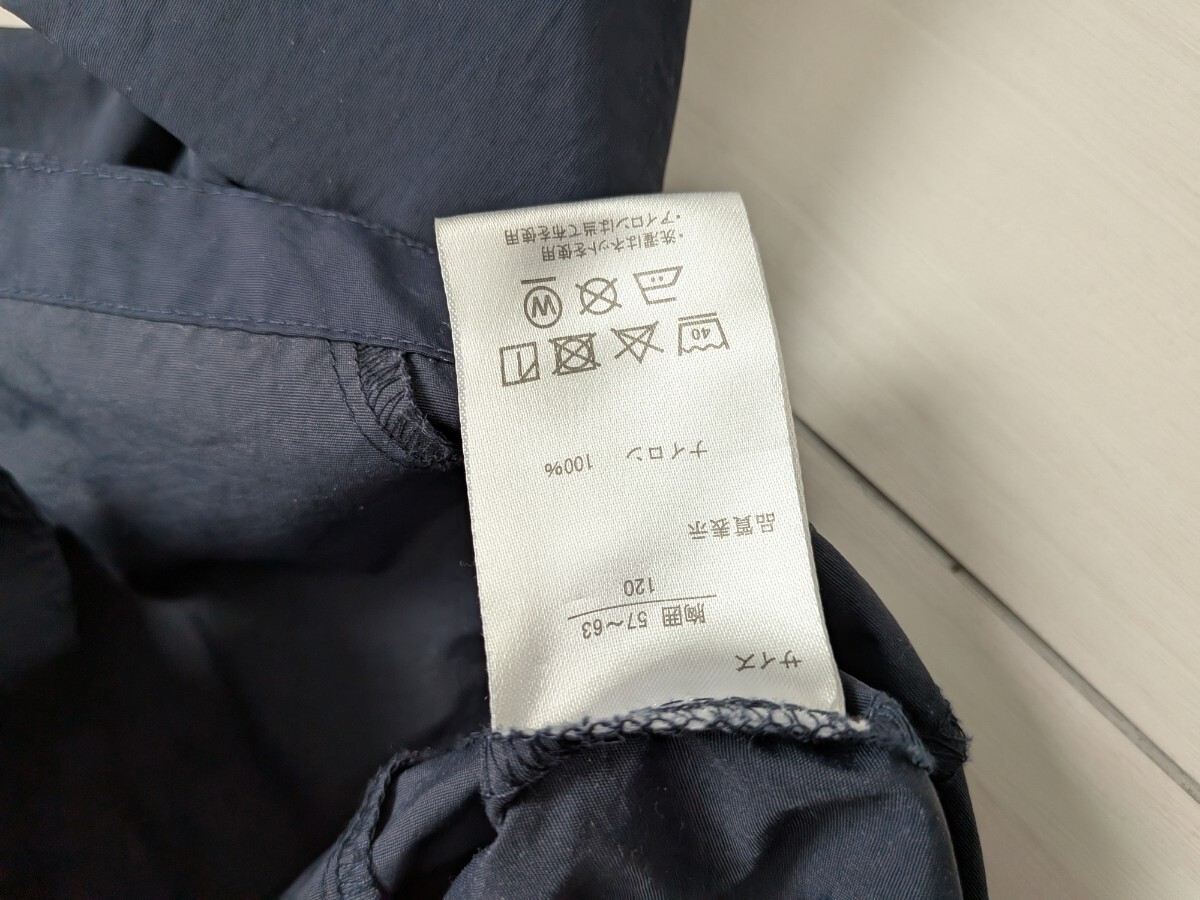 サイズ
胸囲 57～63
120
品質表示
ナイロン 100%
40
W
・洗濯はネットを使用
・アイロンは当て布を使用